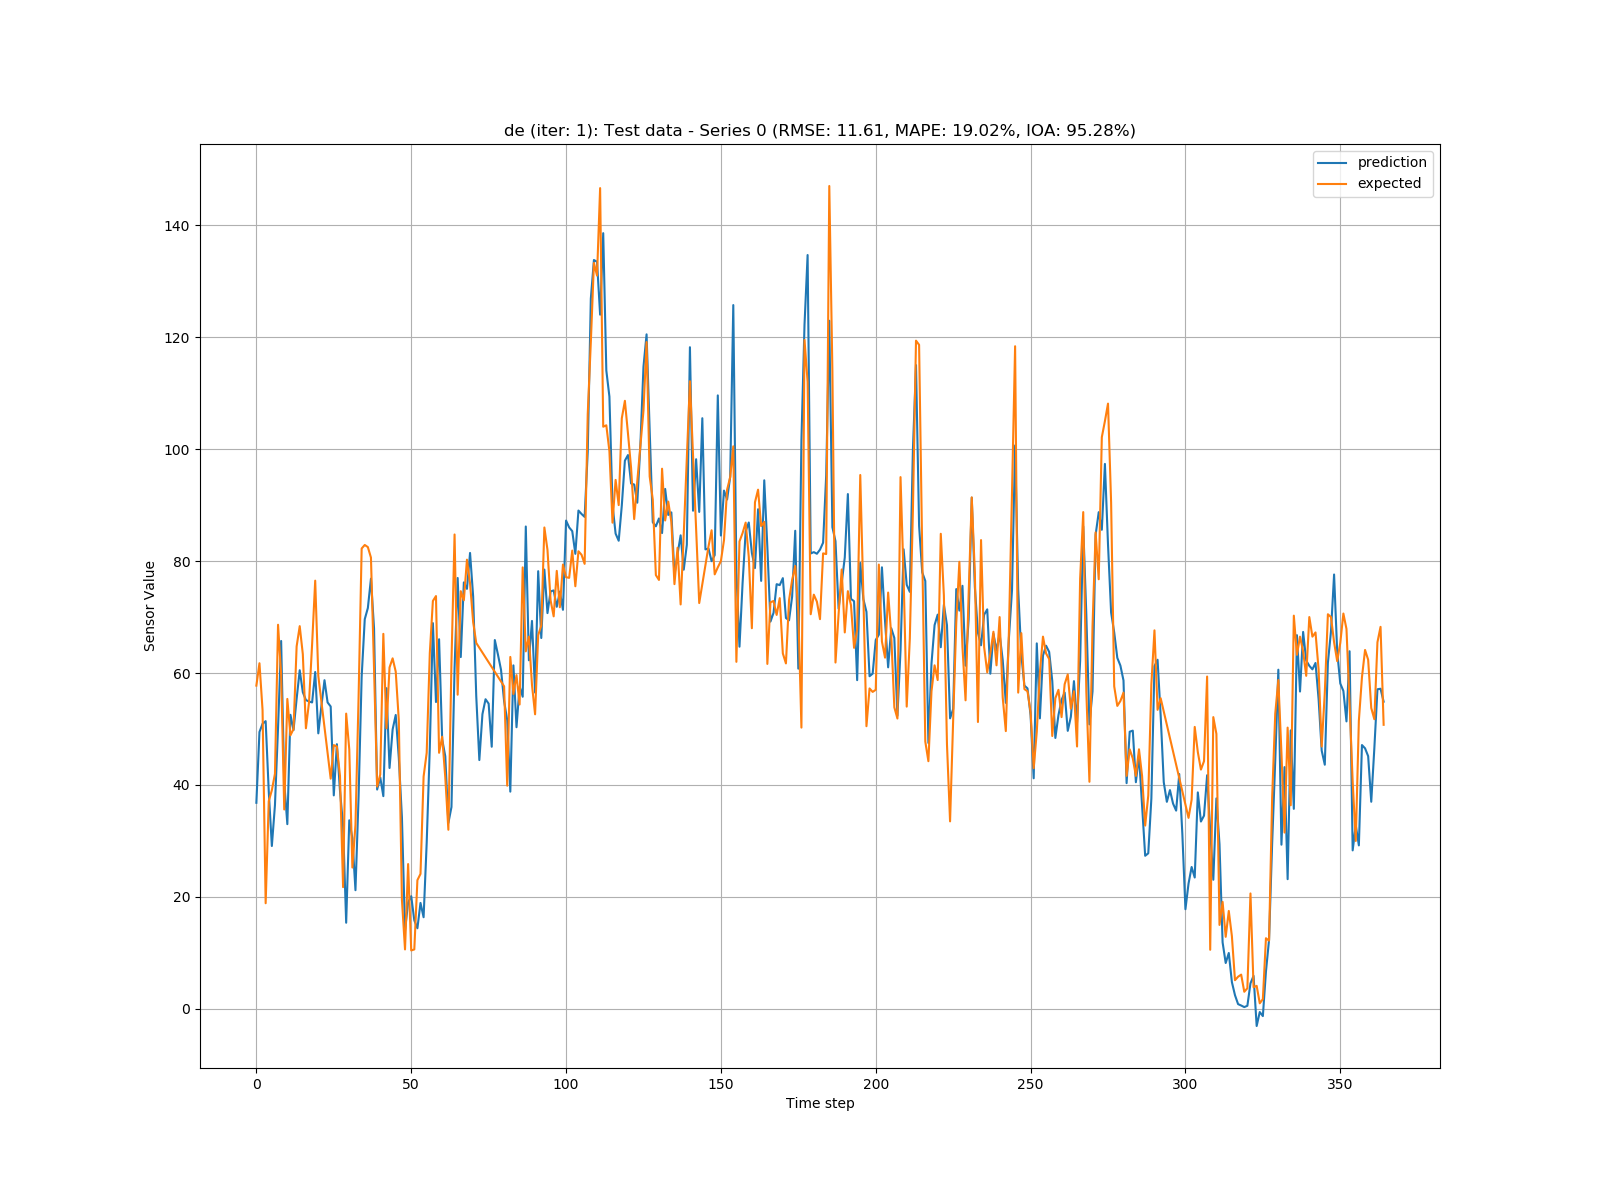 de (iter: 1): Test data - Series 0 (RMSE: 11.61, MAPE: 19.02%, IOA: 95.28%)
prediction
expected
140
120
100
80
60
40
20
0
Sensor Value
0 50 100 150 200 250 300 350
Time step